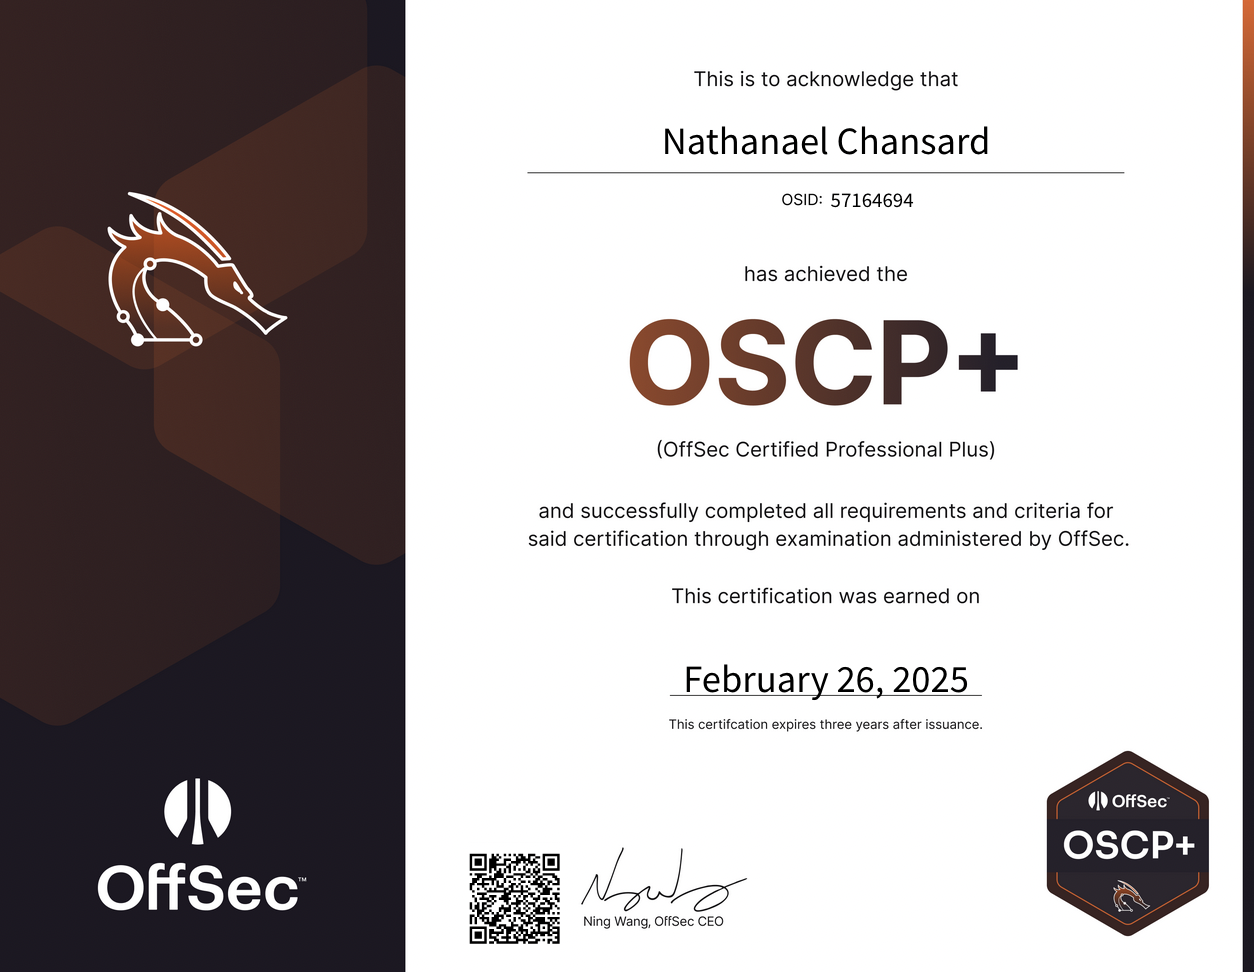 This is to acknowledge that
Nathanael Chansard
OSID: 57164694
has achieved the
OSCP+
(OffSec Certified Professional Plus)
and successfully completed all requirements and criteria for
said certification through examination administered by OffSec.
This certification was earned on
February 26, 2025
This certifcation expires three years after issuance.
OffSec™
Ning Wang, OffSec CEO
OffSec™
OSCP+